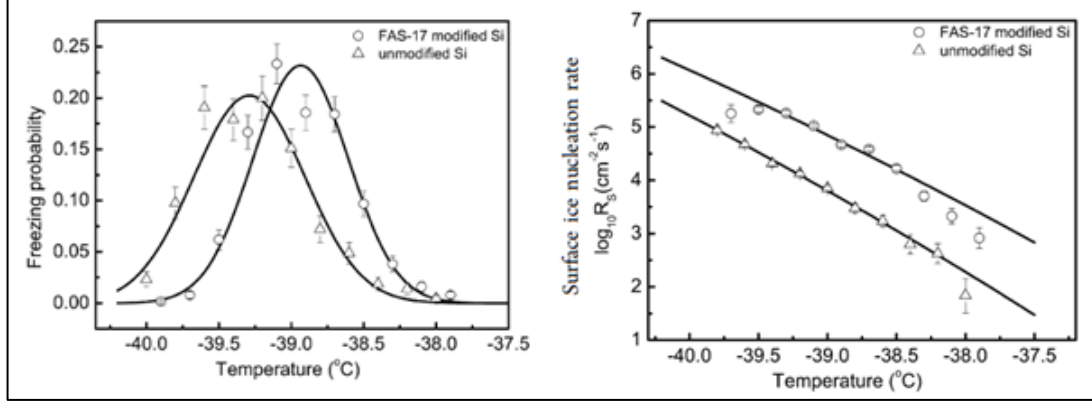 Freezing probability
0.25
0.20
0.15
0.10
0.05
0.00
FAS-17 modified Si
unmodified Si
-40.0 -39.5 -39.0 -38.5 -38.0 -37.5
Temperature (°C)
Surface ice nucleation rate
log₁₀Rₛ(cm⁻²s⁻¹)
7
6
5
4
3
2
1
FAS-17 modified Si
unmodified Si
-40.0 -39.5 -39.0 -38.5 -38.0 -37.5
Temperature (°C)